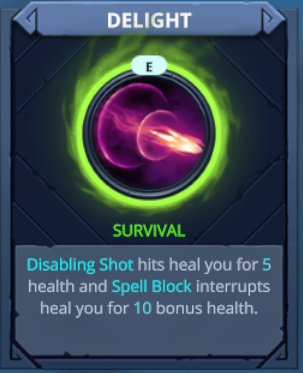 DELIGHT
E
SURVIVAL
Disabling Shot hits heal you for 5
health and Spell Block interrupts
heal you for 10 bonus health.